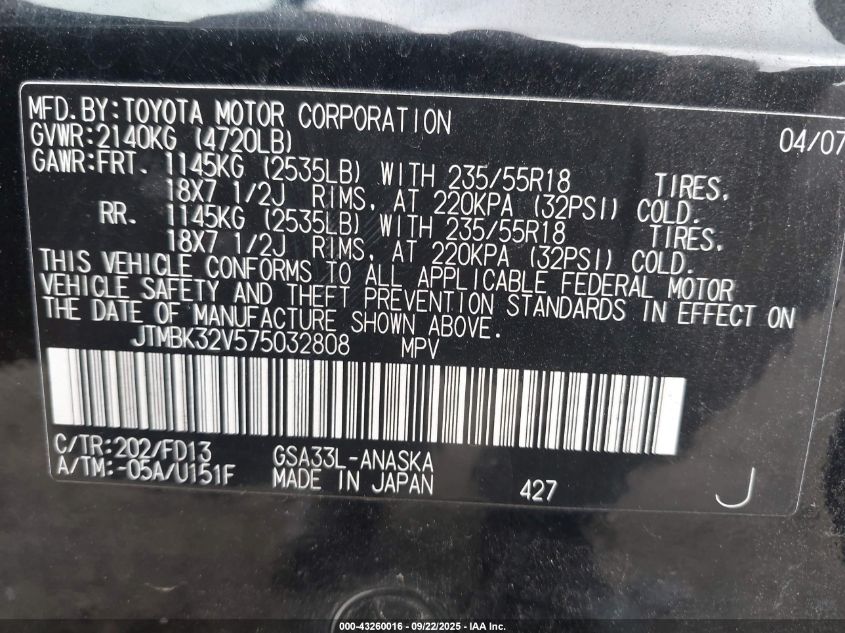 MFD. BY: TOYOTA MOTOR CORPORATION 04/07
GVWR: 2140KG (4720LB)
GAWR: FRT. 1145KG (2535LB) WITH 235/55R18 TIRES,
18X7 1/2J RIMS, AT 220KPA (32PSI) COLD.
RR. 1145KG (2535LB) WITH 235/55R18 TIRES,
18X7 1/2J RIMS, AT 220KPA (32PSI) COLD.
THIS VEHICLE CONFORMS TO ALL APPLICABLE FEDERAL MOTOR
VEHICLE SAFETY AND THEFT PREVENTION STANDARDS IN EFFECT ON
THE DATE OF MANUFACTURE SHOWN ABOVE.
JTMBK32V575032808 MPV
C/TR: 202/FD13 GSA33L-ANASKA
A/TM: -05A/U151F MADE IN JAPAN 427 J
000-43260016 - 09/22/2025 - IAA Inc.